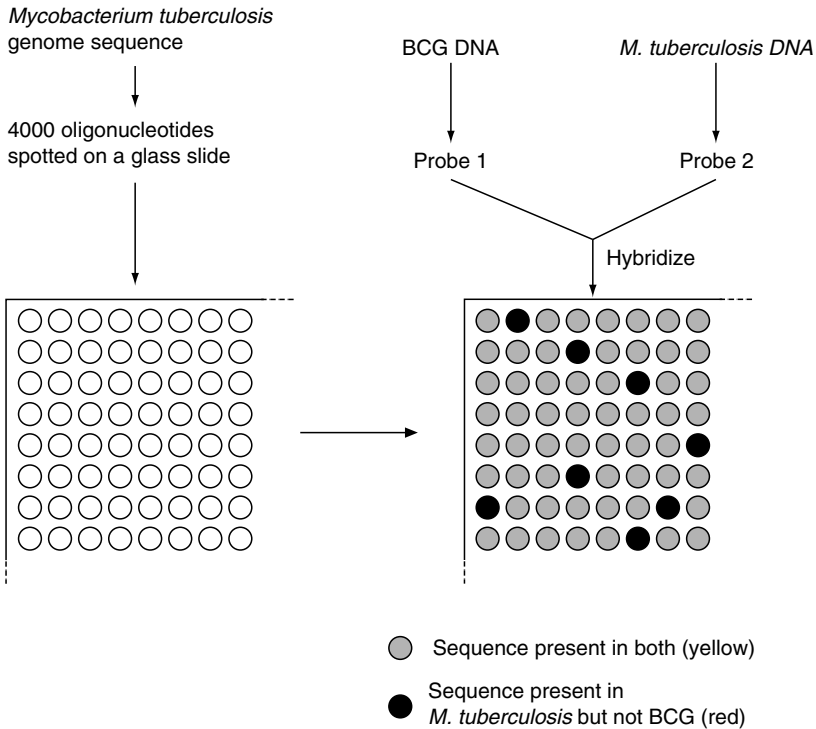 Mycobacterium tuberculosis
genome sequence
4000 oligonucleotides
spotted on a glass slide
BCG DNA
M. tuberculosis DNA
Probe 1
Probe 2
Hybridize
Sequence present in both (yellow)
Sequence present in
M. tuberculosis but not BCG (red)